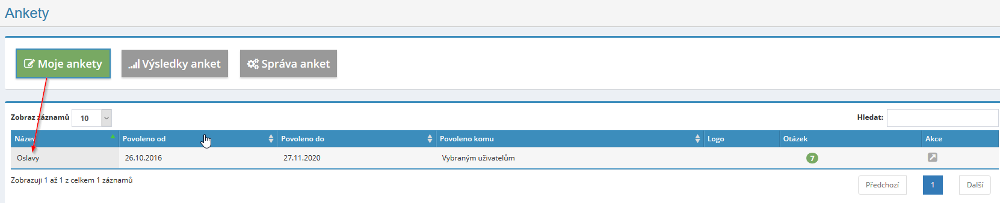 Ankety
Moje ankety Výsledky anket Správa anket
Zobraz záznamů 10 Hledat:
Název Povoleno od Povoleno do Povoleno komu Logo Otázek Akce
Oslavy 26.10.2016 27.11.2020 Vybraným uživatelům 7
Zobrazuji 1 až 1 z celkem 1 záznamů
Předchozí 1 Další